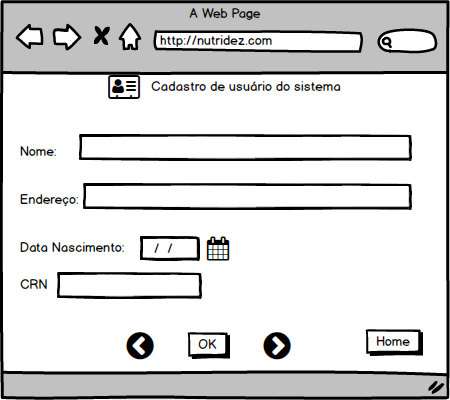 A Web Page
http://nutridez.com
Cadastro de usuário do sistema
Nome:
Endereço:
Data Nascimento: / /
CRN
OK
Home